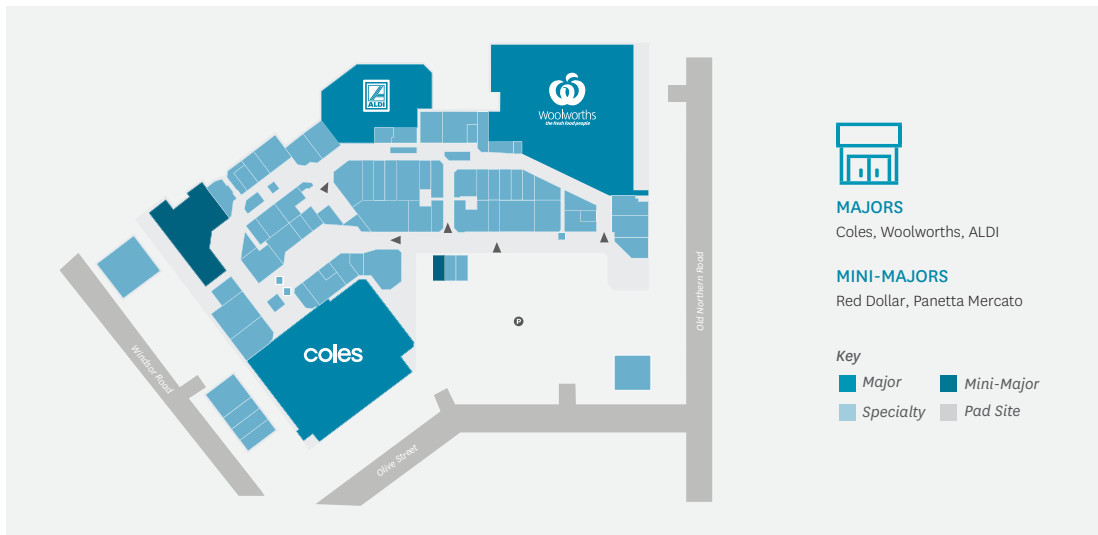 ALDI
Woolworths
the fresh food people
coles
P
Windsor Road
Olive Street
Old Northern Road
MAJORS
Coles, Woolworths, ALDI
MINI-MAJORS
Red Dollar, Panetta Mercato
Key
Major
Mini-Major
Specialty
Pad Site